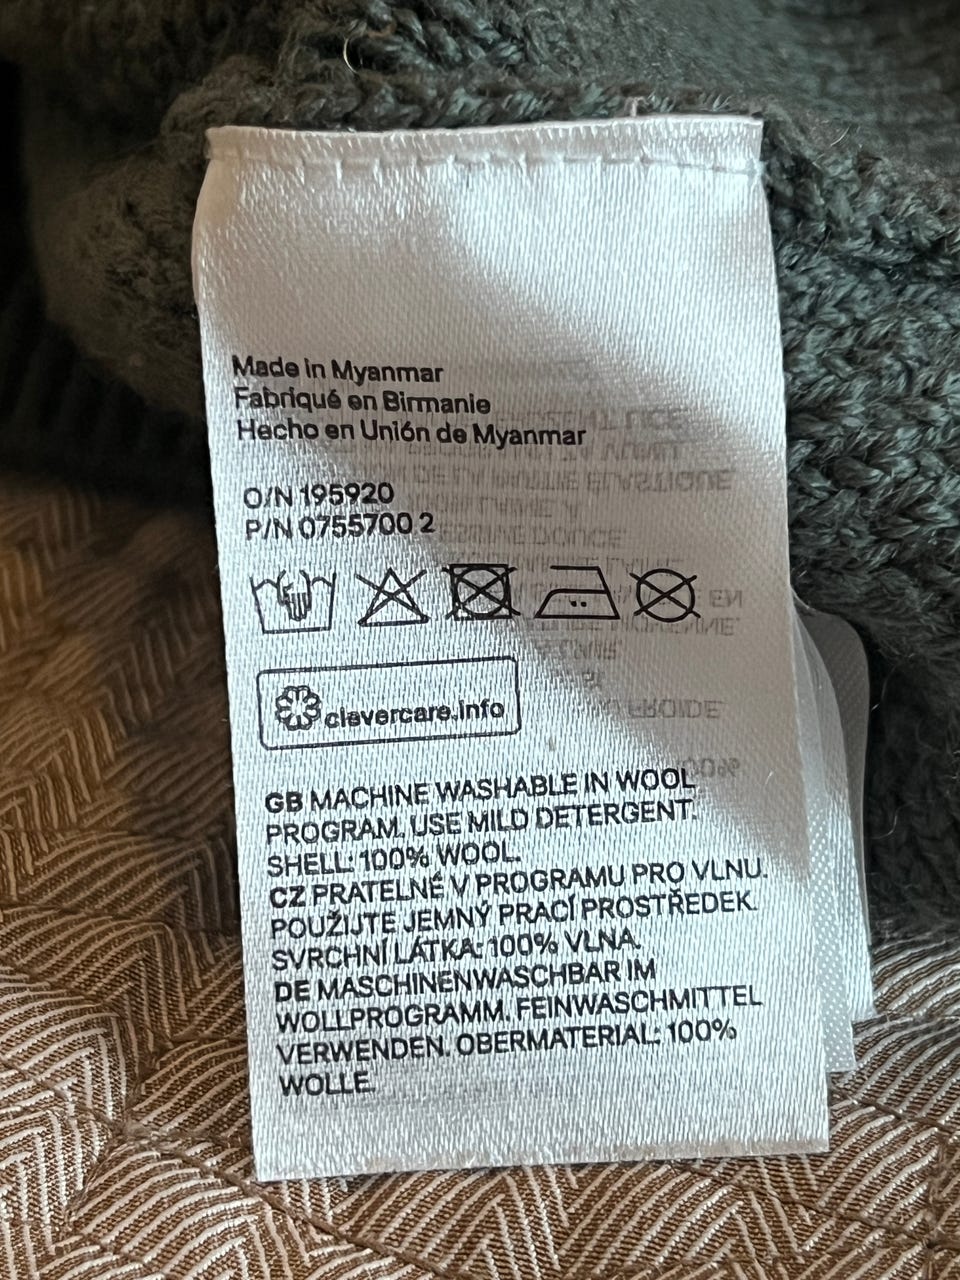 Made in Myanmar
Fabriqué en Birmanie
Hecho en Unión de Myanmar
O/N 195920
P/N 0755700 2
clevercare.info
GB MACHINE WASHABLE IN WOOL
PROGRAM. USE MILD DETERGENT.
SHELL: 100% WOOL.
CZ PRATELNÉ V PROGRAMU PRO VLNU.
POUŽIJTE JEMNÝ PRACÍ PROSTŘEDEK.
SVRCHNÍ LÁTKA: 100% VLNA.
DE MASCHINENWASCHBAR IM
WOLLPROGRAMM. FEINWASCHMITTEL
VERWENDEN. OBERMATERIAL: 100%
WOLLE.